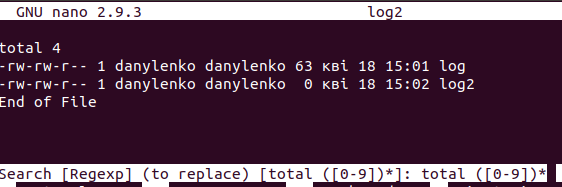 GNU nano 2.9.3 log2
total 4
-rw-rw-r-- 1 danylenko danylenko 63 кві 18 15:01 log
-rw-rw-r-- 1 danylenko danylenko  0 кві 18 15:02 log2
End of File
Search [Regexp] (to replace) [total ([0-9])*]: total ([0-9])*